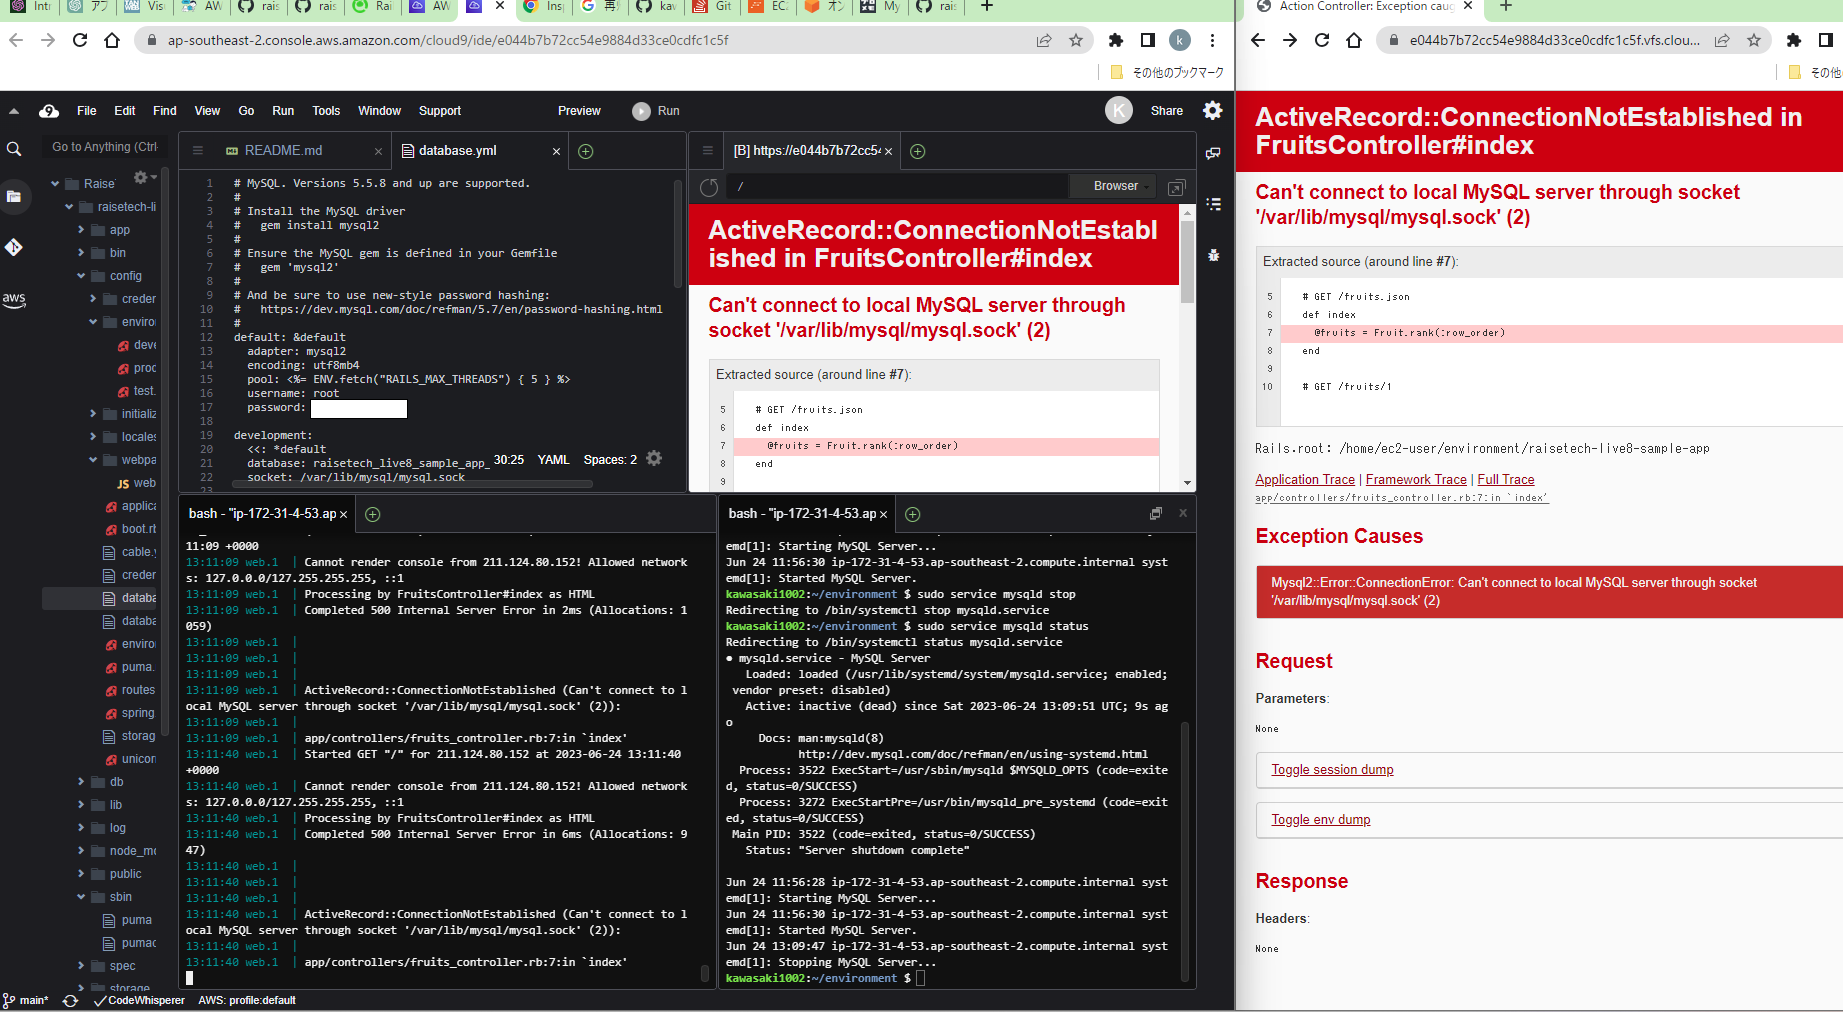 Intr
アフ
Vis
AW
rais
rais
Rai
AW
Ins
再
kav
Git
EC
オン
My
rais
ap-southeast-2.console.aws.amazon.com/cloud9/ide/e044b7b72cc54e9884d33ce0cdfc1c5f
k
その他のブックマーク
File Edit Find View Go Run Tools Window Support Preview Run K Share
Go to Anything (Ctrl-
aws
Raise
raisetech-li
app
bin
config
creder
enviro
deve
proc
test.
initializ
locales
webpa
JS web
applica
boot.rb
cable.y
creder
databa
databa
enviro
puma.
routes
spring
storag
unicor
db
lib
log
node_mo
public
sbin
puma
pumac
spec
storage
README.md
database.yml
1 # MySQL. Versions 5.5.8 and up are supported.
2 #
3 # Install the MySQL driver
4 #   gem install mysql2
5 #
6 # Ensure the MySQL gem is defined in your Gemfile
7 #   gem 'mysql2'
8 #
9 # And be sure to use new-style password hashing:
10 #   https://dev.mysql.com/doc/refman/5.7/en/password-hashing.html
11 #
12 default: &default
13   adapter: mysql2
14   encoding: utf8mb4
15   pool: <%= ENV.fetch("RAILS_MAX_THREADS") { 5 } %>
16   username: root
17   password:
18
19 development:
20   <<: *default
21   database: raisetech_live8_sample_app_
22   socket: /var/lib/mysql/mysql.sock
23
30:25 YAML Spaces: 2
[B] https://e044b7b72cc54
/
Browser
ActiveRecord::ConnectionNotEstabl
ished in FruitsController#index
Can't connect to local MySQL server through
socket '/var/lib/mysql/mysql.sock' (2)
Extracted source (around line #7):
5 # GET /fruits.json
6 def index
7   @fruits = Fruit.rank(:row_order)
8 end
9
bash - "ip-172-31-4-53.ap
11:09 +0000
13:11:09 web.1  | Cannot render console from 211.124.80.152! Allowed network
s: 127.0.0.0/127.255.255.255, ::1
13:11:09 web.1  | Processing by FruitsController#index as HTML
13:11:09 web.1  | Completed 500 Internal Server Error in 2ms (Allocations: 1
059)
13:11:09 web.1  |
13:11:09 web.1  |
13:11:09 web.1  |
13:11:09 web.1  | ActiveRecord::ConnectionNotEstablished (Can't connect to l
ocal MySQL server through socket '/var/lib/mysql/mysql.sock' (2)):
13:11:09 web.1  |
13:11:09 web.1  | app/controllers/fruits_controller.rb:7:in `index'
13:11:40 web.1  | Started GET "/" for 211.124.80.152 at 2023-06-24 13:11:40
+0000
13:11:40 web.1  | Cannot render console from 211.124.80.152! Allowed network
s: 127.0.0.0/127.255.255.255, ::1
13:11:40 web.1  | Processing by FruitsController#index as HTML
13:11:40 web.1  | Completed 500 Internal Server Error in 6ms (Allocations: 9
47)
13:11:40 web.1  |
13:11:40 web.1  |
13:11:40 web.1  |
13:11:40 web.1  | ActiveRecord::ConnectionNotEstablished (Can't connect to l
ocal MySQL server through socket '/var/lib/mysql/mysql.sock' (2)):
13:11:40 web.1  |
13:11:40 web.1  | app/controllers/fruits_controller.rb:7:in `index'
bash - "ip-172-31-4-53.ap
emd[1]: Starting MySQL Server...
Jun 24 11:56:30 ip-172-31-4-53.ap-southeast-2.compute.internal syst
emd[1]: Started MySQL Server.
kawasaki1002:~/environment $ sudo service mysqld stop
Redirecting to /bin/systemctl stop mysqld.service
kawasaki1002:~/environment $ sudo service mysqld status
Redirecting to /bin/systemctl status mysqld.service
● mysqld.service - MySQL Server
Loaded: loaded (/usr/lib/systemd/system/mysqld.service; enabled;
vendor preset: disabled)
Active: inactive (dead) since Sat 2023-06-24 13:09:51 UTC; 9s ag
o
Docs: man:mysqld(8)
http://dev.mysql.com/doc/refman/en/using-systemd.html
Process: 3522 ExecStart=/usr/sbin/mysqld $MYSQLD_OPTS (code=exite
d, status=0/SUCCESS)
Process: 3272 ExecStartPre=/usr/bin/mysqld_pre_systemd (code=exit
ed, status=0/SUCCESS)
Main PID: 3522 (code=exited, status=0/SUCCESS)
Status: "Server shutdown complete"
Jun 24 11:56:28 ip-172-31-4-53.ap-southeast-2.compute.internal syst
emd[1]: Starting MySQL Server...
Jun 24 11:56:30 ip-172-31-4-53.ap-southeast-2.compute.internal syst
emd[1]: Started MySQL Server.
Jun 24 13:09:47 ip-172-31-4-53.ap-southeast-2.compute.internal syst
emd[1]: Stopping MySQL Server...
kawasaki1002:~/environment $
main* CodeWhisperer AWS: profile:default
Action Controller: Exception caug
e044b7b72cc54e9884d33ce0cdfc1c5f.vfs.clou...
その他
ActiveRecord::ConnectionNotEstablished in
FruitsController#index
Can't connect to local MySQL server through socket
'/var/lib/mysql/mysql.sock' (2)
Extracted source (around line #7):
5 # GET /fruits.json
6 def index
7   @fruits = Fruit.rank(:row_order)
8 end
9
10 # GET /fruits/1
Rails.root: /home/ec2-user/environment/raisetech-live8-sample-app
Application Trace | Framework Trace | Full Trace
app/controllers/fruits_controller.rb:7:in `index'
Exception Causes
Mysql2::Error::ConnectionError: Can't connect to local MySQL server through socket
'/var/lib/mysql/mysql.sock' (2)
Request
Parameters:
None
Toggle session dump
Toggle env dump
Response
Headers:
None